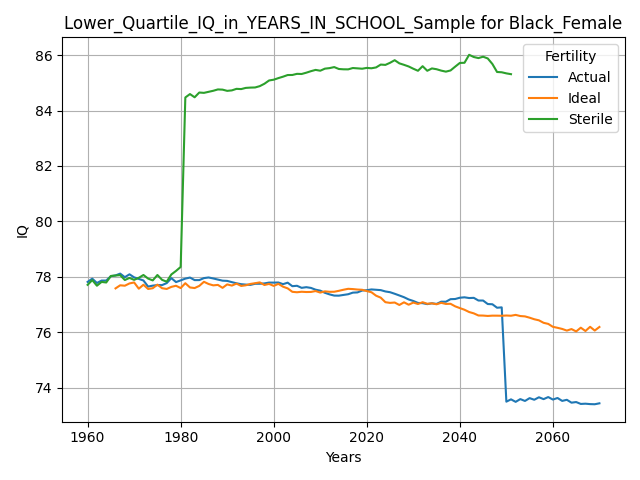 Lower_Quartile_IQ_in_YEARS_IN_SCHOOL_Sample for Black_Female
Fertility
Actual
Ideal
Sterile
86
84
82
80
78
76
74
IQ
1960
1980
2000
2020
2040
2060
Years